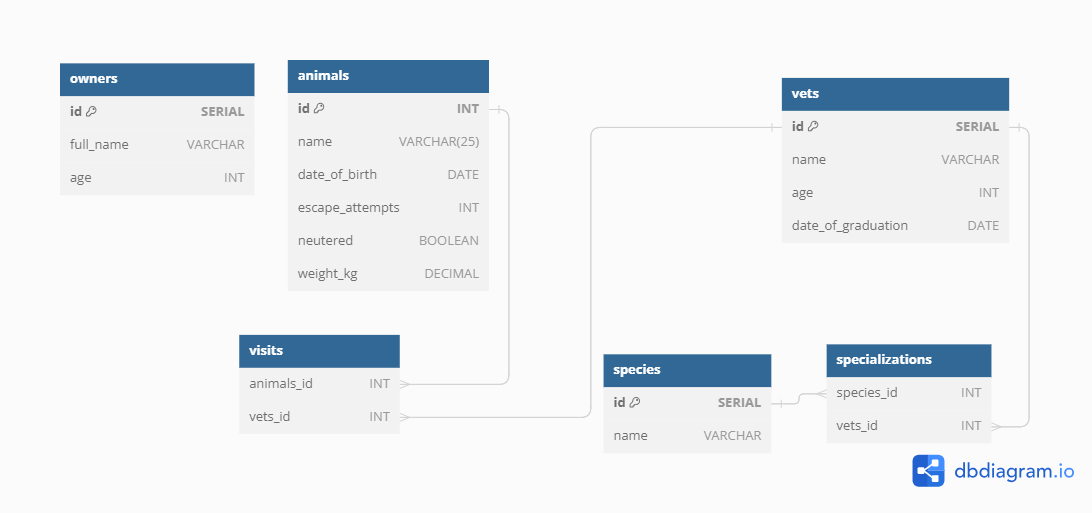 owners
id SERIAL
full_name VARCHAR
age INT
animals
id INT
name VARCHAR(25)
date_of_birth DATE
escape_attempts INT
neutered BOOLEAN
weight_kg DECIMAL
vets
id SERIAL
name VARCHAR
age INT
date_of_graduation DATE
visits
animals_id INT
vets_id INT
species
id SERIAL
name VARCHAR
specializations
species_id INT
vets_id INT
dbdiagram.io